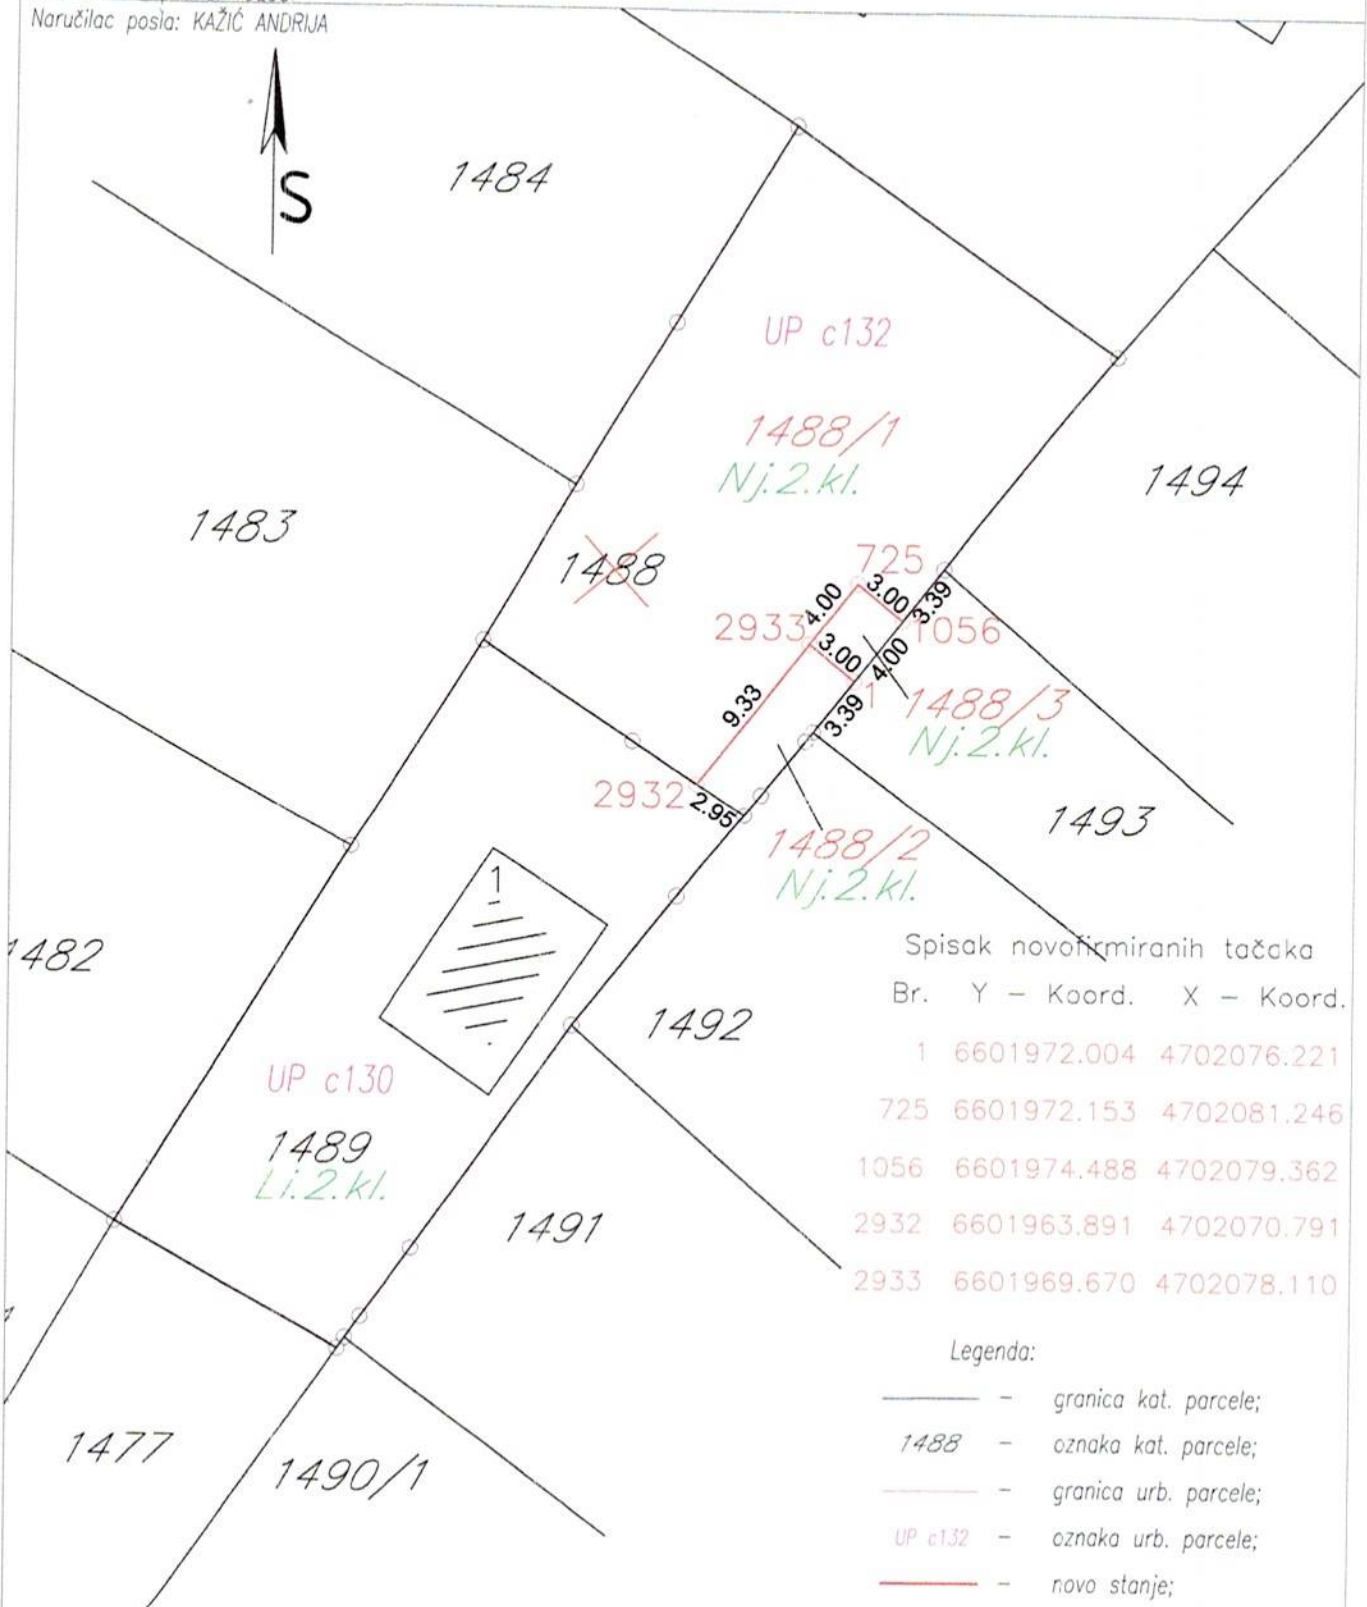 Naručilac posla: KAŽIĆ ANDRIJA
S
1484
UP c132
1488/1
Nj.2.kl.
1494
1483
1488
725
3.00
3.39
4.00
2933
1056
3.00
4.00
1
1488/3
Nj.2.kl.
9.33
3.39
2932
2.95
1493
1488/2
Nj.2.kl.
1
1482
1492
Spisak novofirmiranih tačaka
Br. Y - Koord. X - Koord.
1 6601972.004 4702076.221
725 6601972.153 4702081.246
1056 6601974.488 4702079.362
2932 6601963.891 4702070.791
2933 6601969.670 4702078.110
UP c130
1489
Li.2.kl.
1491
1477
1490/1
Legenda:
- granica kat. parcele;
1488 - oznaka kat. parcele;
- granica urb. parcele;
UP c132 - oznaka urb. parcele;
- novo stanje;